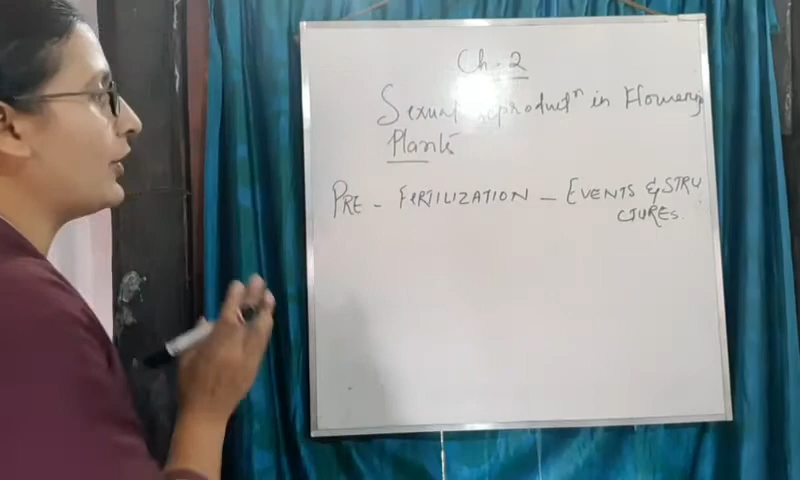 Ch. 2
Sexual reproductⁿ in Flowering
Plants
PRE - FERTILIZATION - EVENTS & STRU
CTURES.